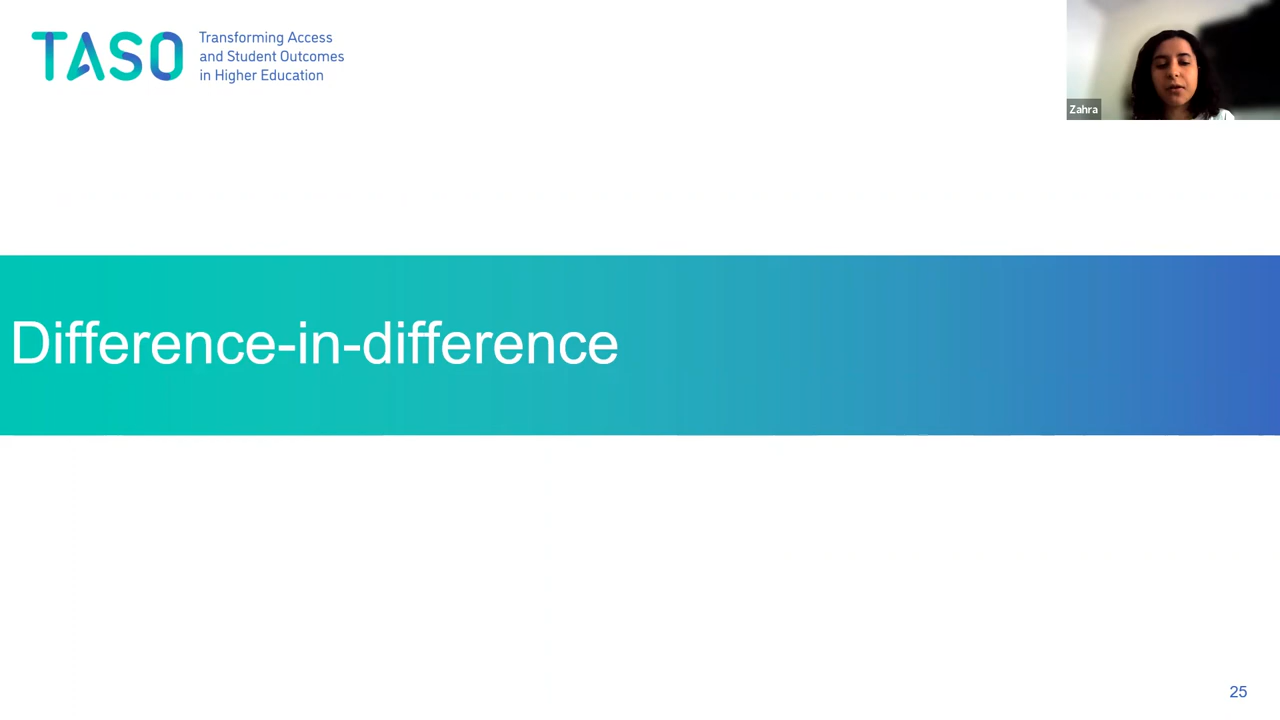 TASO
Transforming Access
and Student Outcomes
in Higher Education
Zahra
Difference-in-difference
25